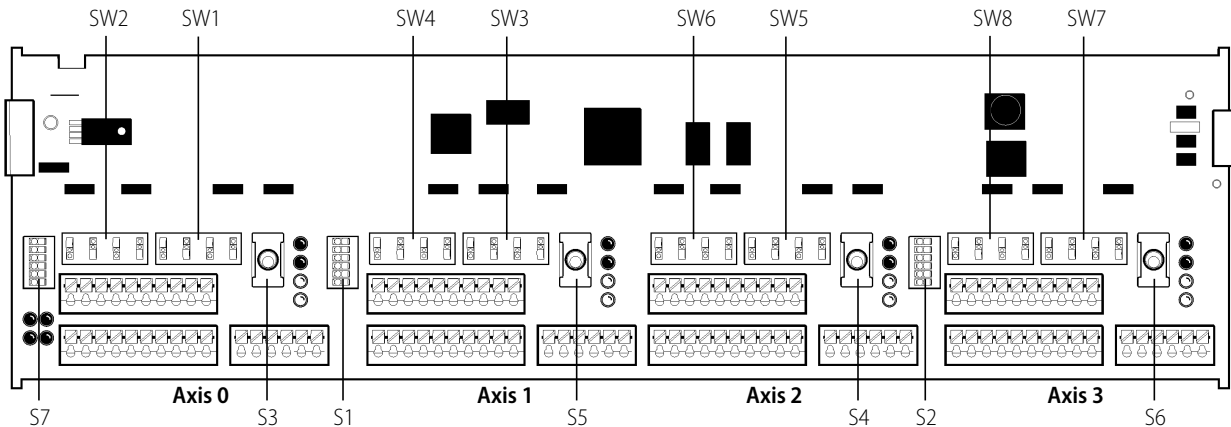 SW2 SW1 SW4 SW3 SW6 SW5 SW8 SW7
Axis 0 Axis 1 Axis 2 Axis 3
S7 S3 S1 S5 S4 S2 S6